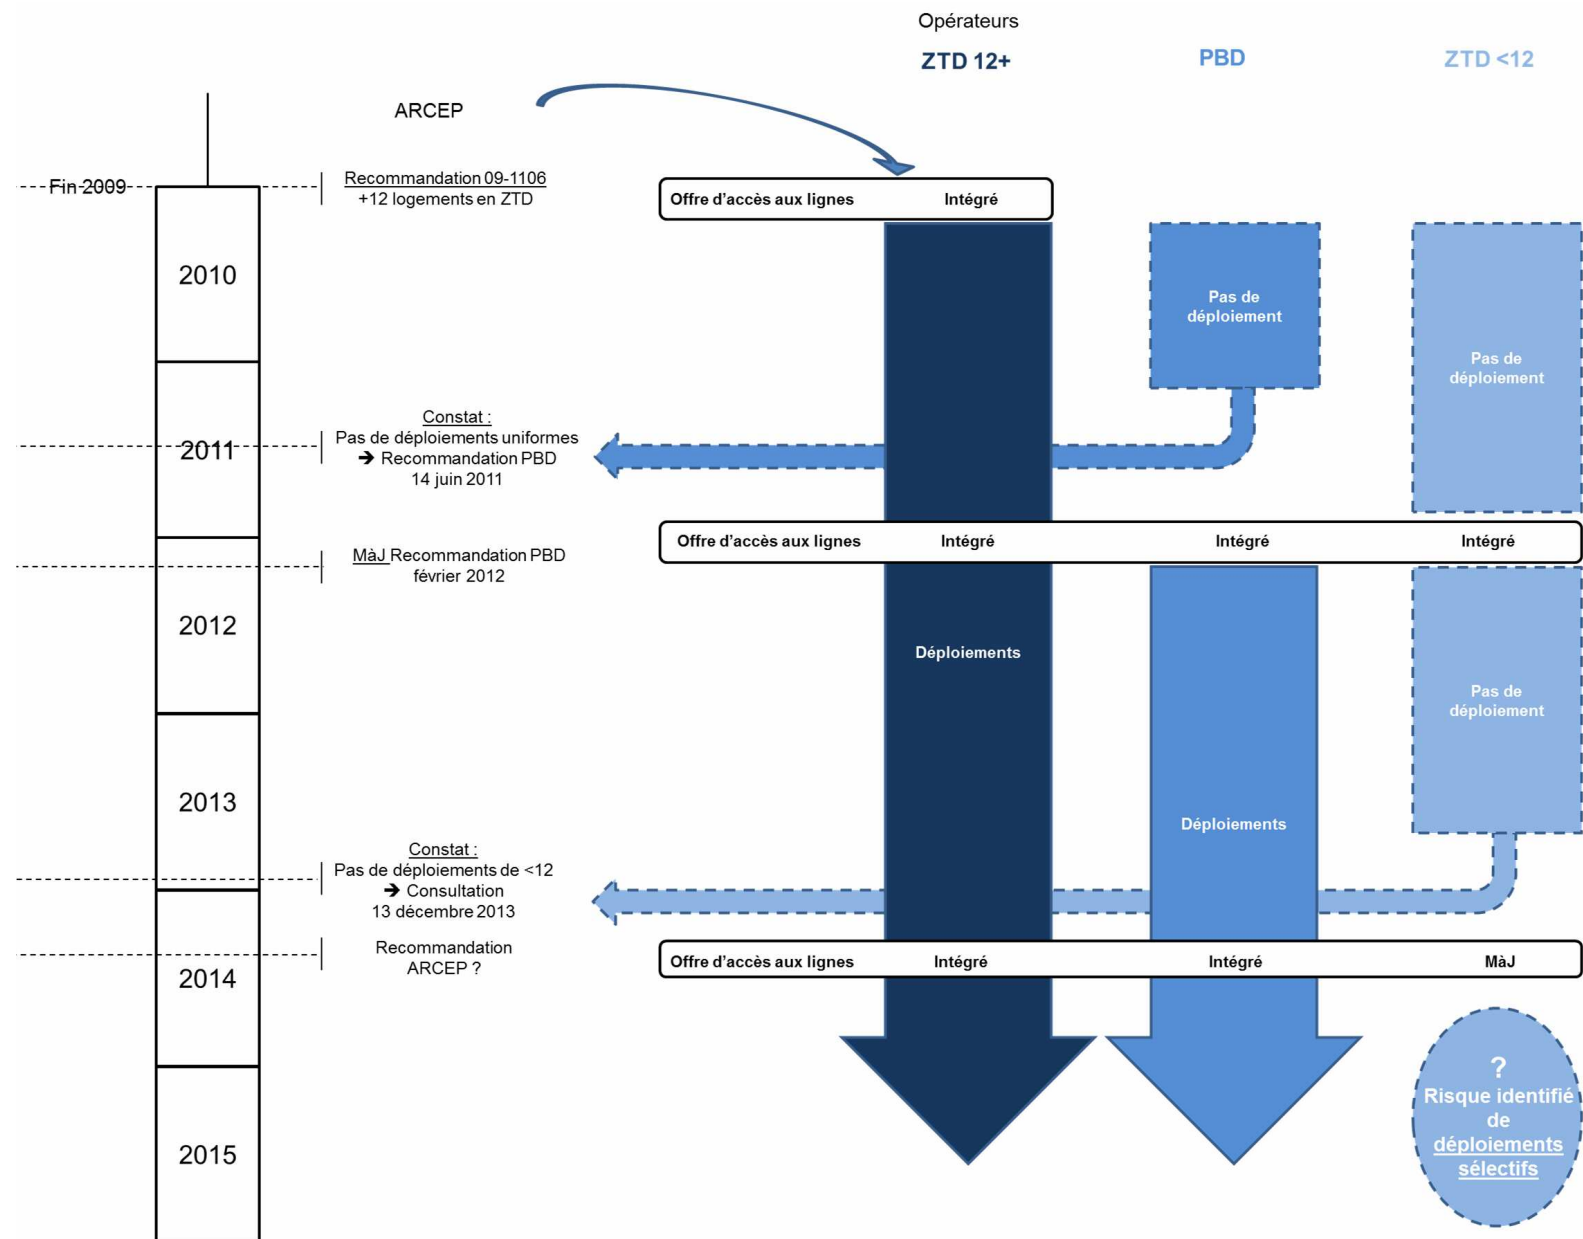 Opérateurs
ZTD 12+
PBD
ZTD <12
ARCEP
Fin 2009
Recommandation 09-1106
+12 logements en ZTD
Offre d'accès aux lignes Intégré
2010
Pas de
déploiement
Pas de
déploiement
2011
Constat :
Pas de déploiements uniformes
➔ Recommandation PBD
14 juin 2011
Offre d'accès aux lignes Intégré Intégré Intégré
MàJ Recommandation PBD
février 2012
2012
Déploiements
Pas de
déploiement
2013
Déploiements
Constat :
Pas de déploiements de <12
➔ Consultation
13 décembre 2013
Recommandation
ARCEP ?
Offre d'accès aux lignes Intégré Intégré MàJ
2014
?
Risque identifié
de
déploiements
sélectifs
2015